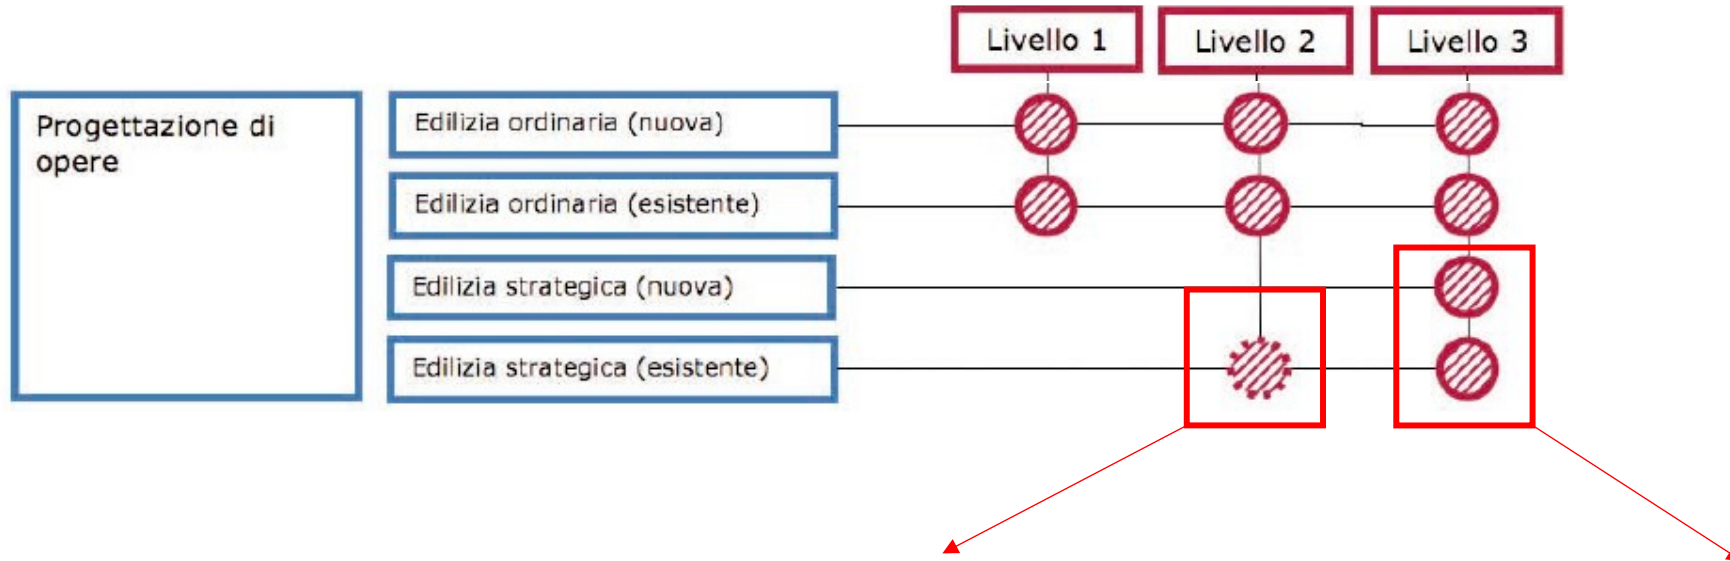 Livello 1
Livello 2
Livello 3
Progettazione di
opere
Edilizia ordinaria (nuova)
Edilizia ordinaria (esistente)
Edilizia strategica (nuova)
Edilizia strategica (esistente)